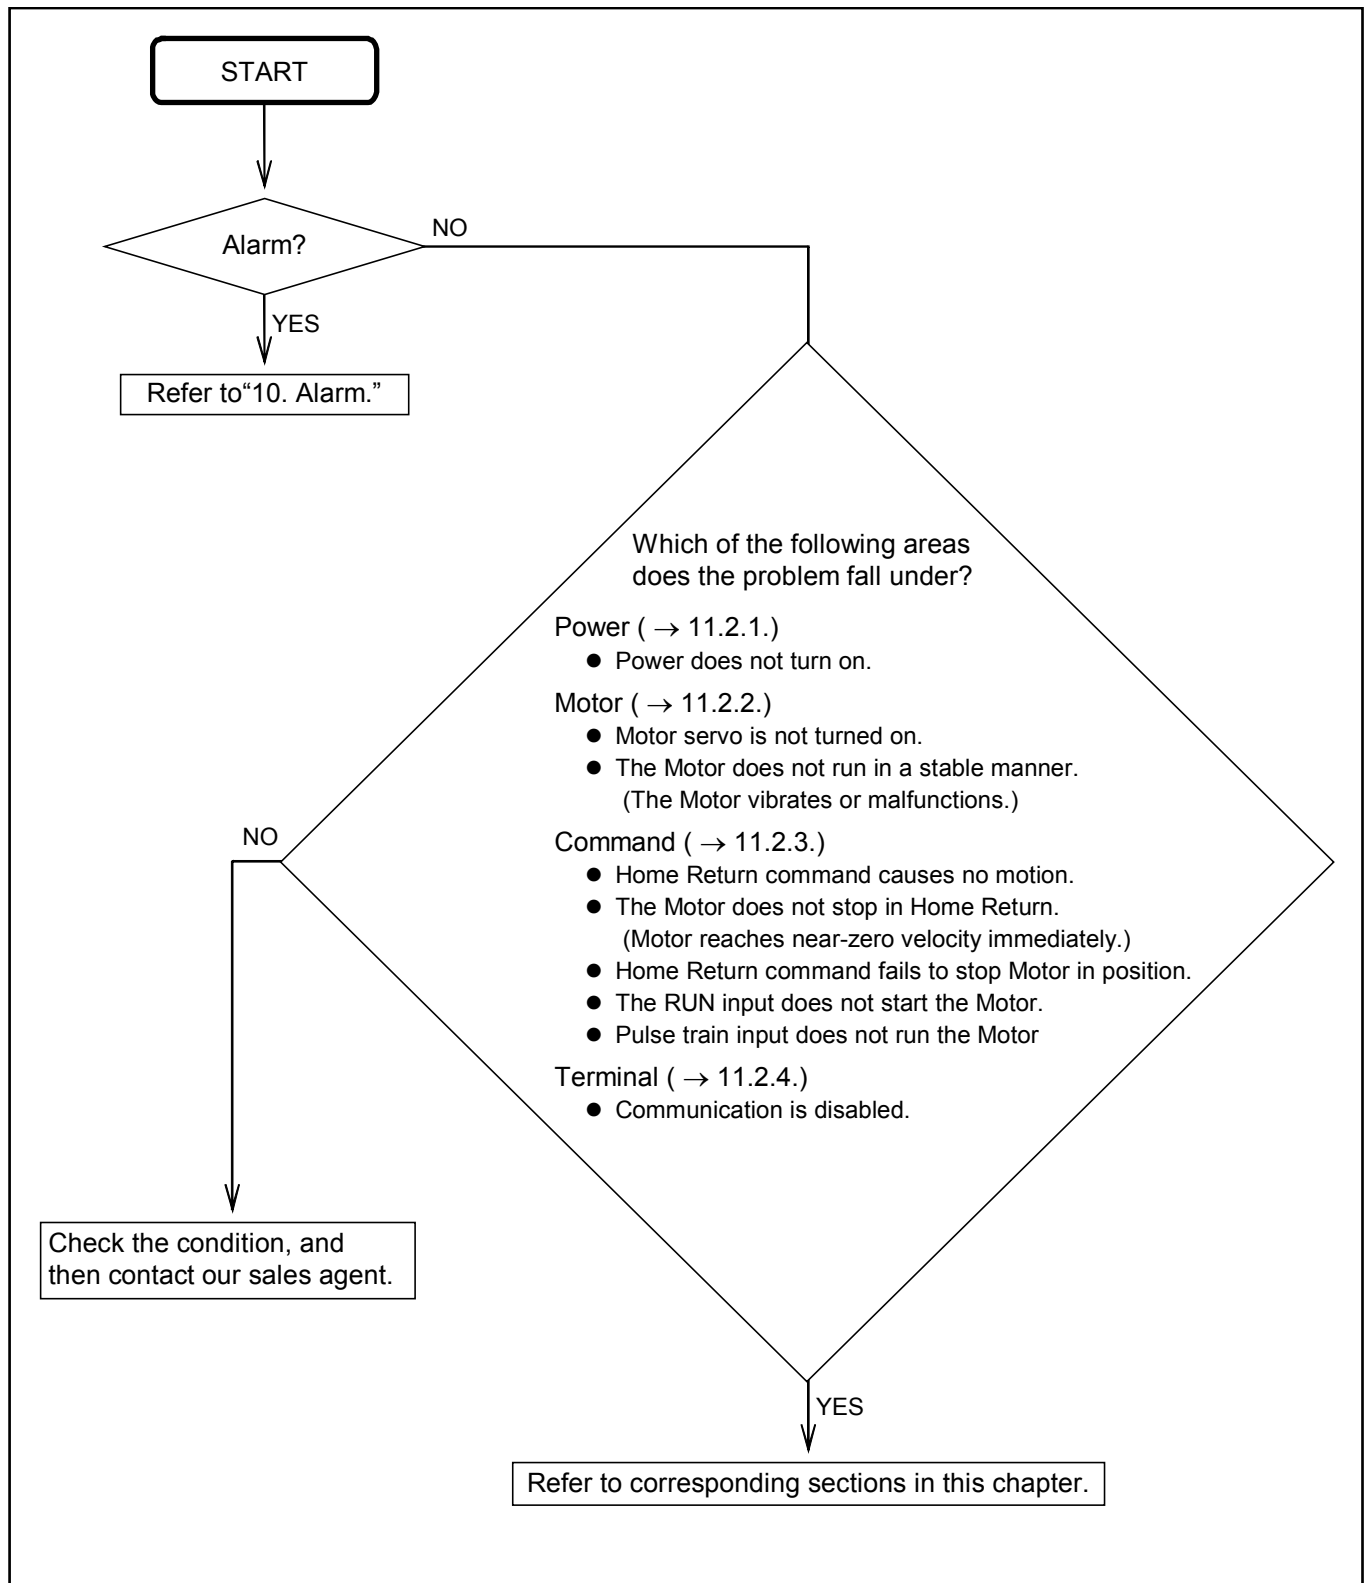 START
Alarm?
NO
YES
Refer to“10. Alarm.”
Which of the following areas
does the problem fall under?
Power ( → 11.2.1.)
● Power does not turn on.
Motor ( → 11.2.2.)
● Motor servo is not turned on.
● The Motor does not run in a stable manner.
(The Motor vibrates or malfunctions.)
Command ( → 11.2.3.)
● Home Return command causes no motion.
● The Motor does not stop in Home Return.
(Motor reaches near-zero velocity immediately.)
● Home Return command fails to stop Motor in position.
● The RUN input does not start the Motor.
● Pulse train input does not run the Motor
Terminal ( → 11.2.4.)
● Communication is disabled.
NO
Check the condition, and
then contact our sales agent.
YES
Refer to corresponding sections in this chapter.